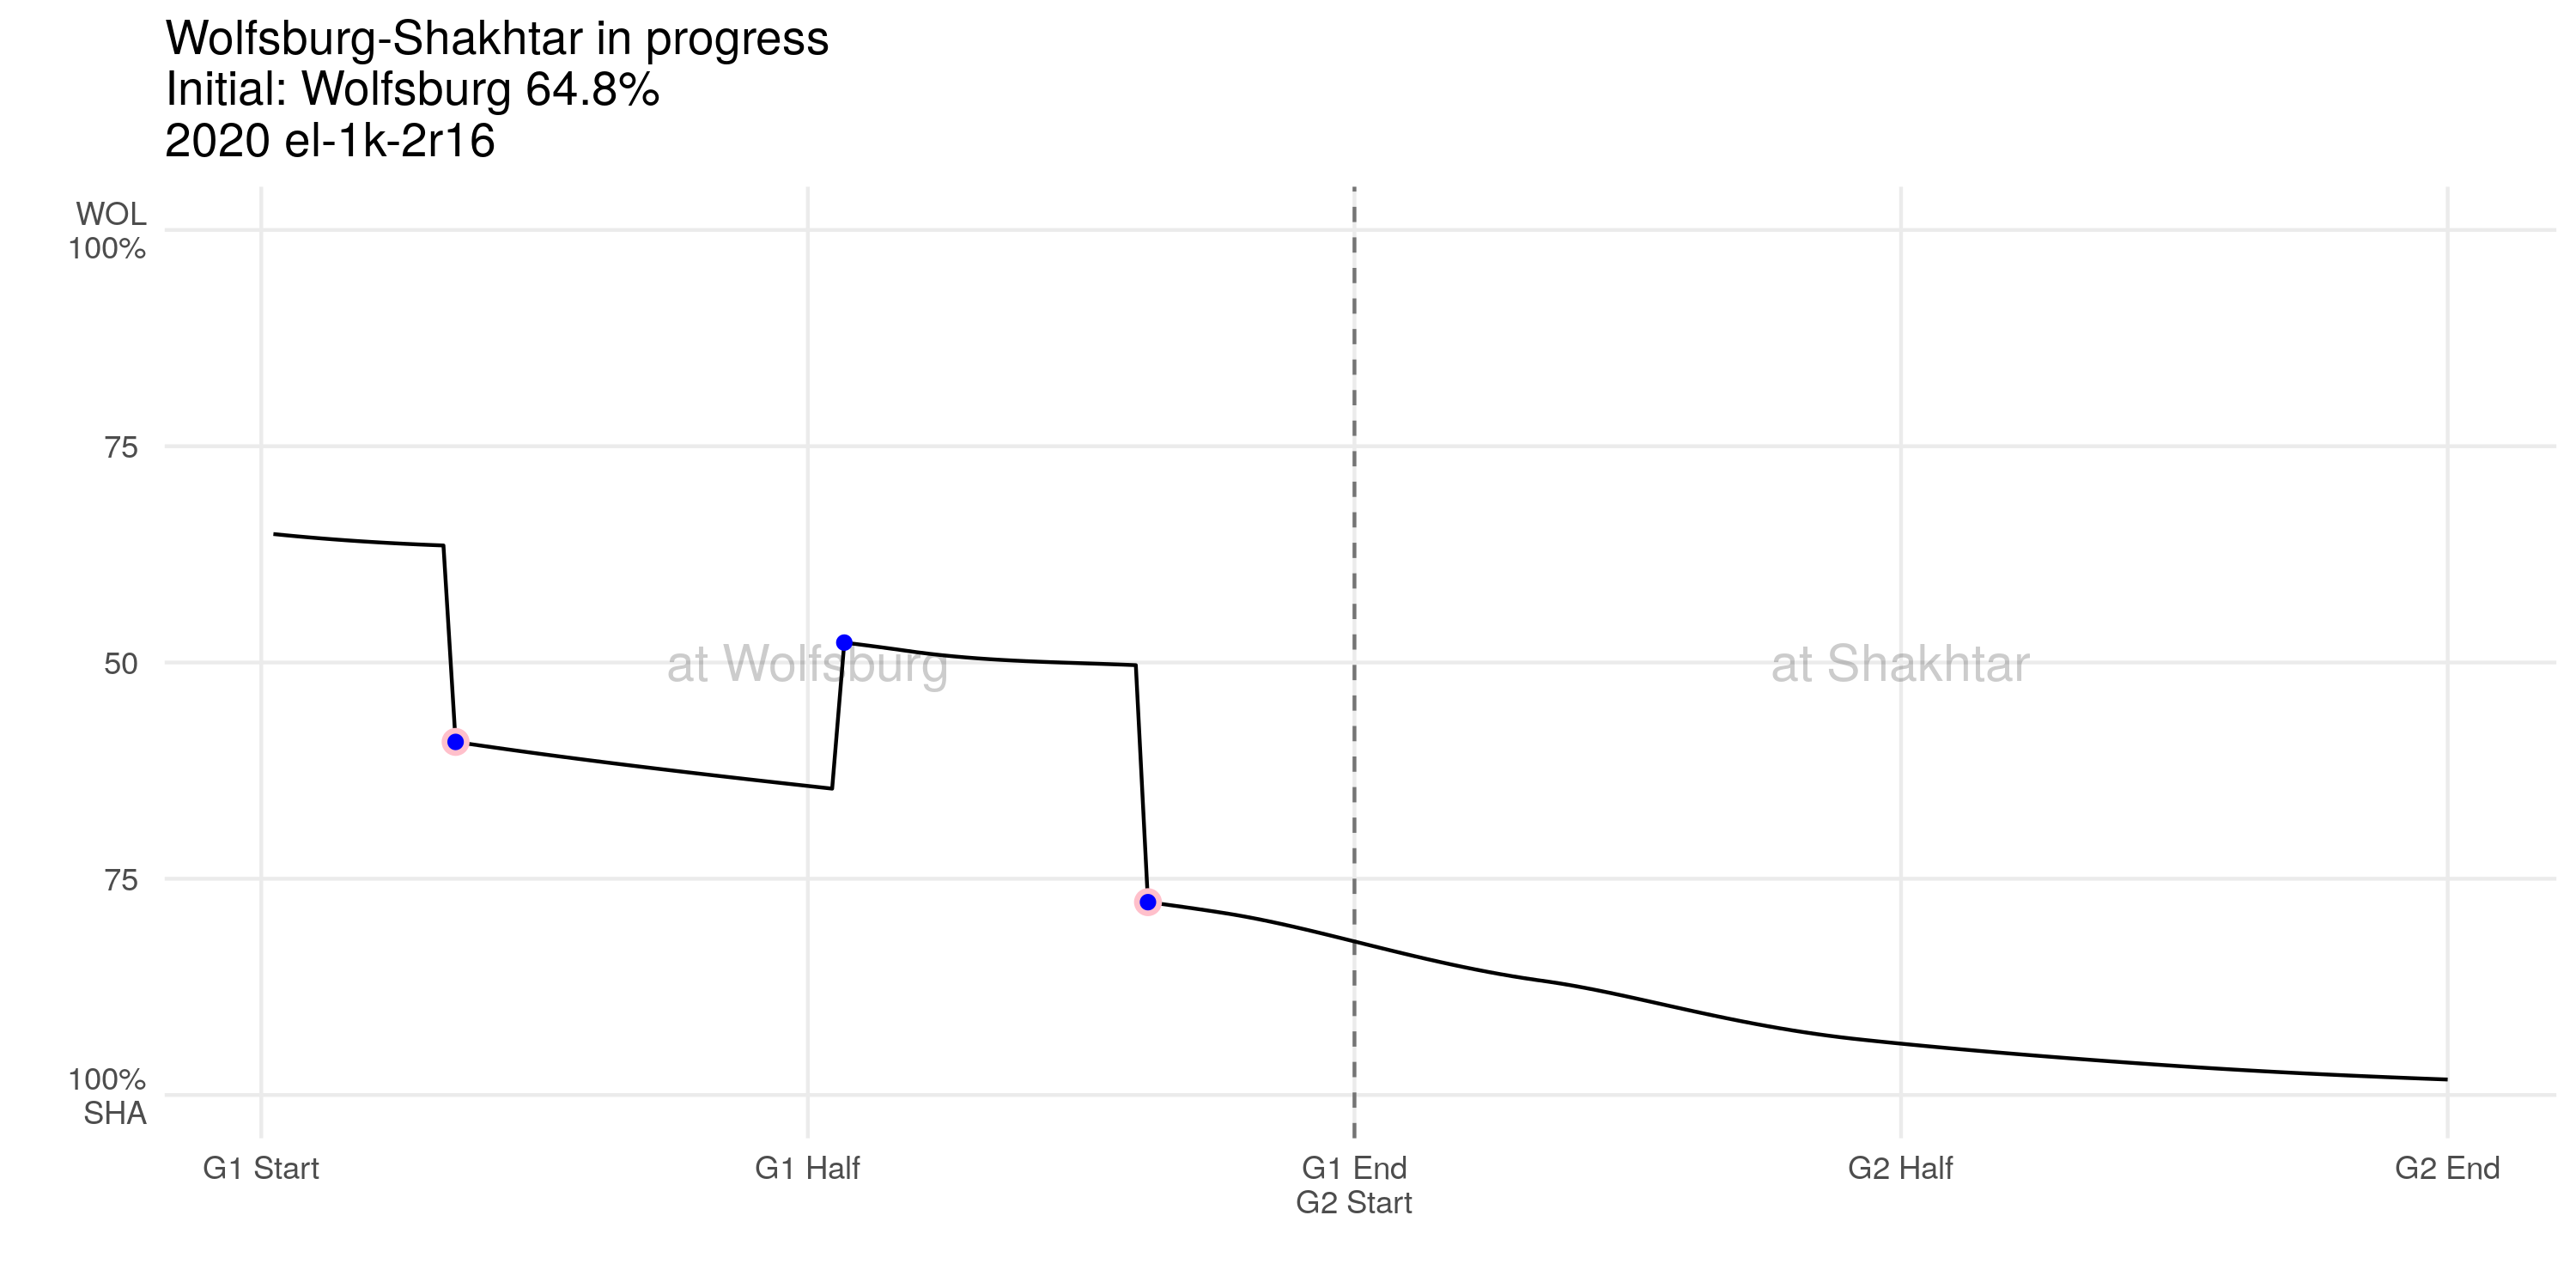 Wolfsburg-Shakhtar in progress
Initial: Wolfsburg 64.8%
2020 el-1k-2r16
WOL
100%
75
50
75
100%
SHA
at Wolfsburg
at Shakhtar
G1 Start
G1 Half
G1 End
G2 Start
G2 Half
G2 End